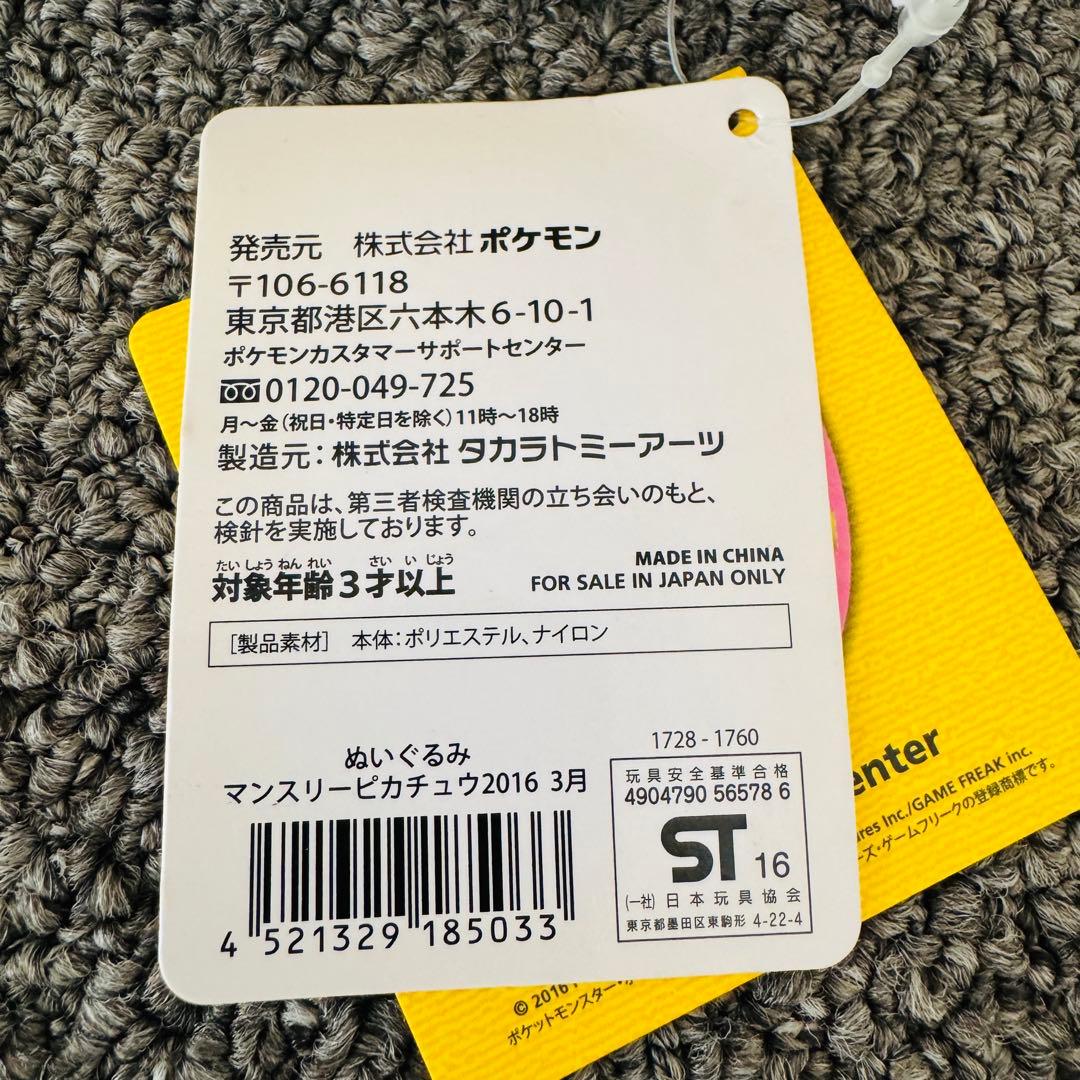 発売元　株式会社ポケモン
〒106-6118
東京都港区六本木6-10-1
ポケモンカスタマーサポートセンター
0120-049-725
月～金(祝日・特定日を除く)11時～18時
製造元：株式会社 タカラトミーアーツ
この商品は、第三者検査機関の立ち会いのもと、
検針を実施しております。
たいしょうねんれい さいいじょう
対象年齢3才以上
MADE IN CHINA
FOR SALE IN JAPAN ONLY
［製品素材］ 本体：ポリエステル、ナイロン
ぬいぐるみ
マンスリーピカチュウ2016 3月
4 521329 185033
1728 - 1760
玩具安全基準合格
4904790 56578 6
ST 16
(一社) 日本玩具協会
東京都墨田区東駒形 4-22-4
enter
res Inc./GAME FREAK inc.
ズ・ゲームフリークの登録商標です。
© 2016
ポケットモンスター・